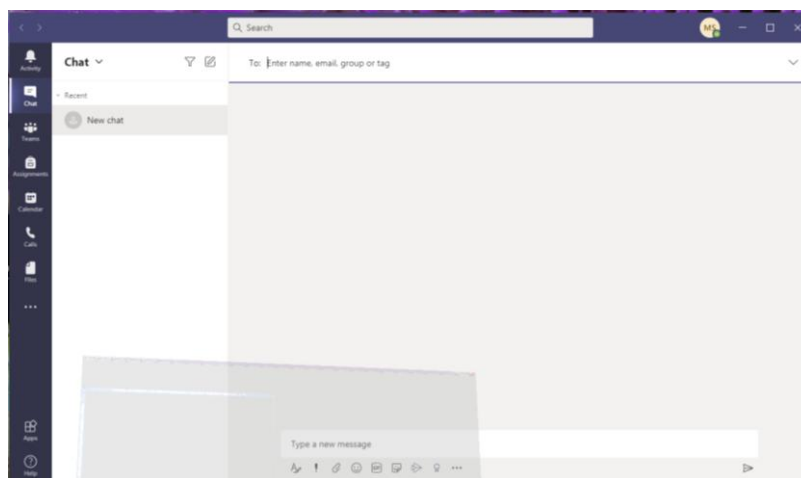 Search
MS
Activity
Chat
Teams
Assignments
Calendar
Calls
Files
Apps
Help
Chat
Recent
New chat
To: Enter name, email, group or tag
Type a new message